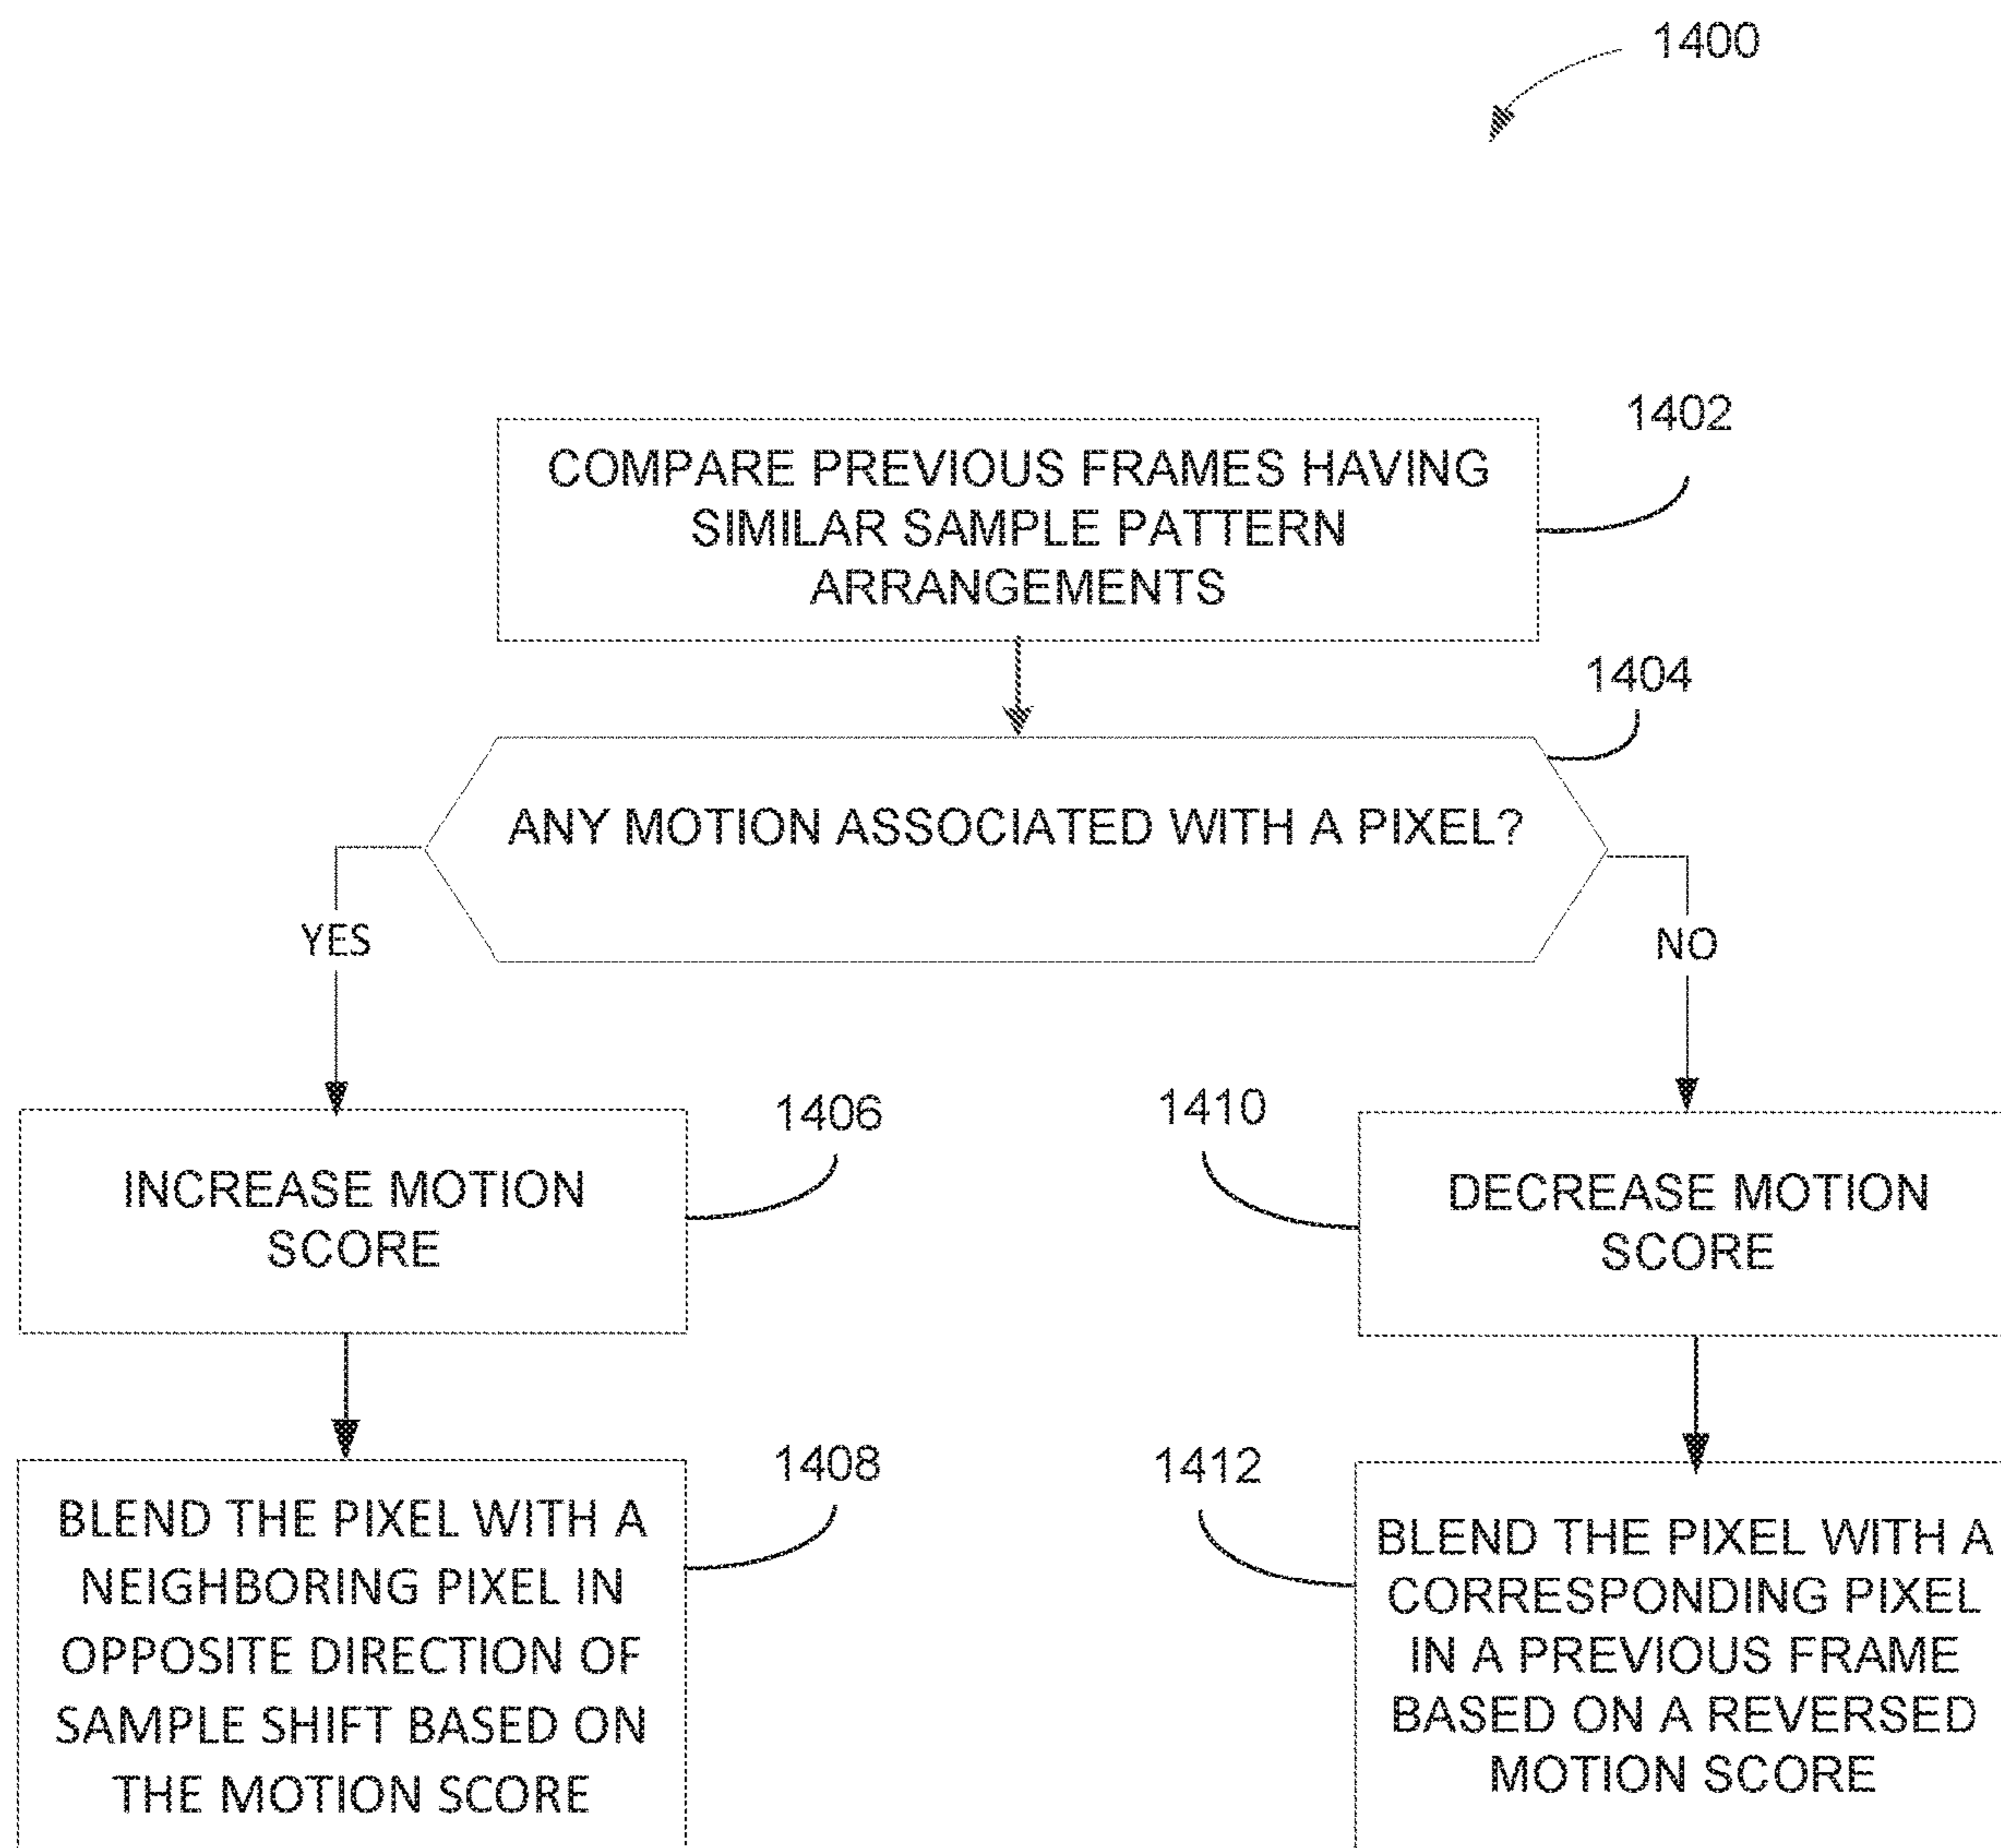 1400
1402
COMPARE PREVIOUS FRAMES HAVING
SIMILAR SAMPLE PATTERN
ARRANGEMENTS
1404
ANY MOTION ASSOCIATED WITH A PIXEL?
YES
NO
1406
1410
INCREASE MOTION
SCORE
DECREASE MOTION
SCORE
1408
1412
BLEND THE PIXEL WITH A
NEIGHBORING PIXEL IN
OPPOSITE DIRECTION OF
SAMPLE SHIFT BASED ON
THE MOTION SCORE
BLEND THE PIXEL WITH A
CORRESPONDING PIXEL
IN A PREVIOUS FRAME
BASED ON A REVERSED
MOTION SCORE